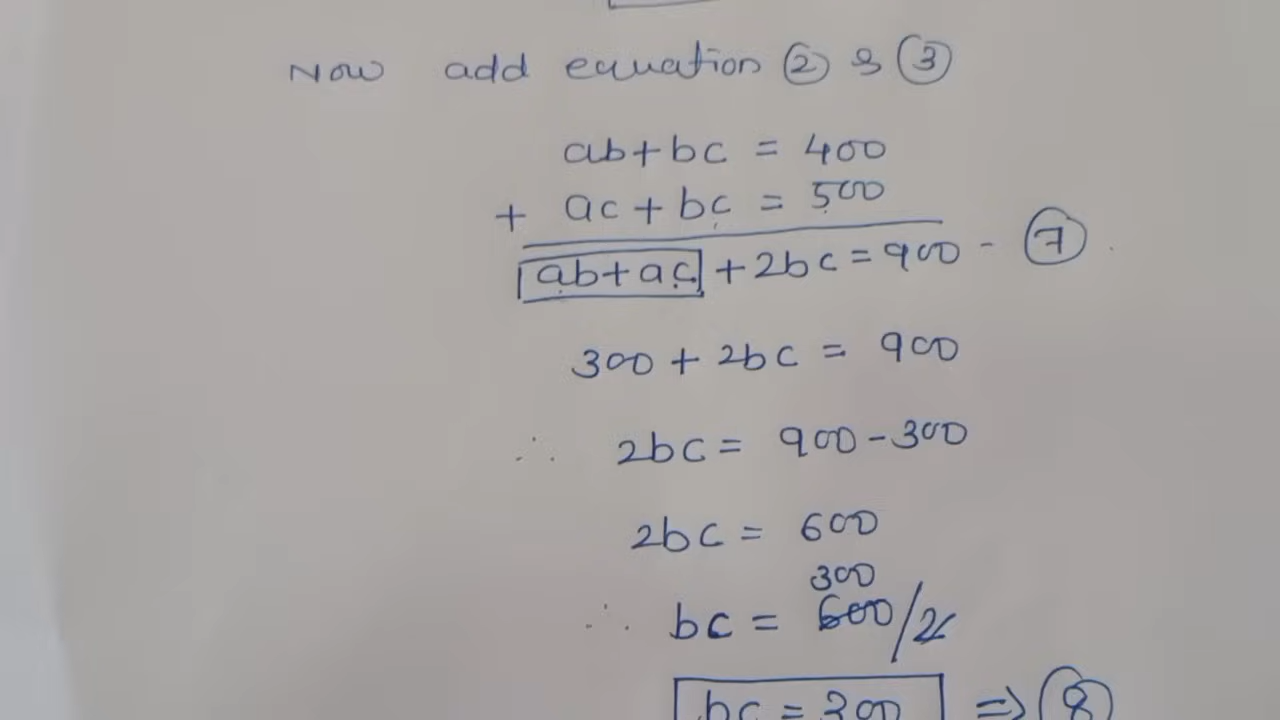 Now add equation ② & ③
ab+bc = 400
+ ac+bc = 500
ab+ac +2bc=900 - ⑦
300 + 2bc = 900
∴ 2bc = 900-300
2bc = 600
300
∴ bc = 600/2
bc = 300 ⇒ ⑧